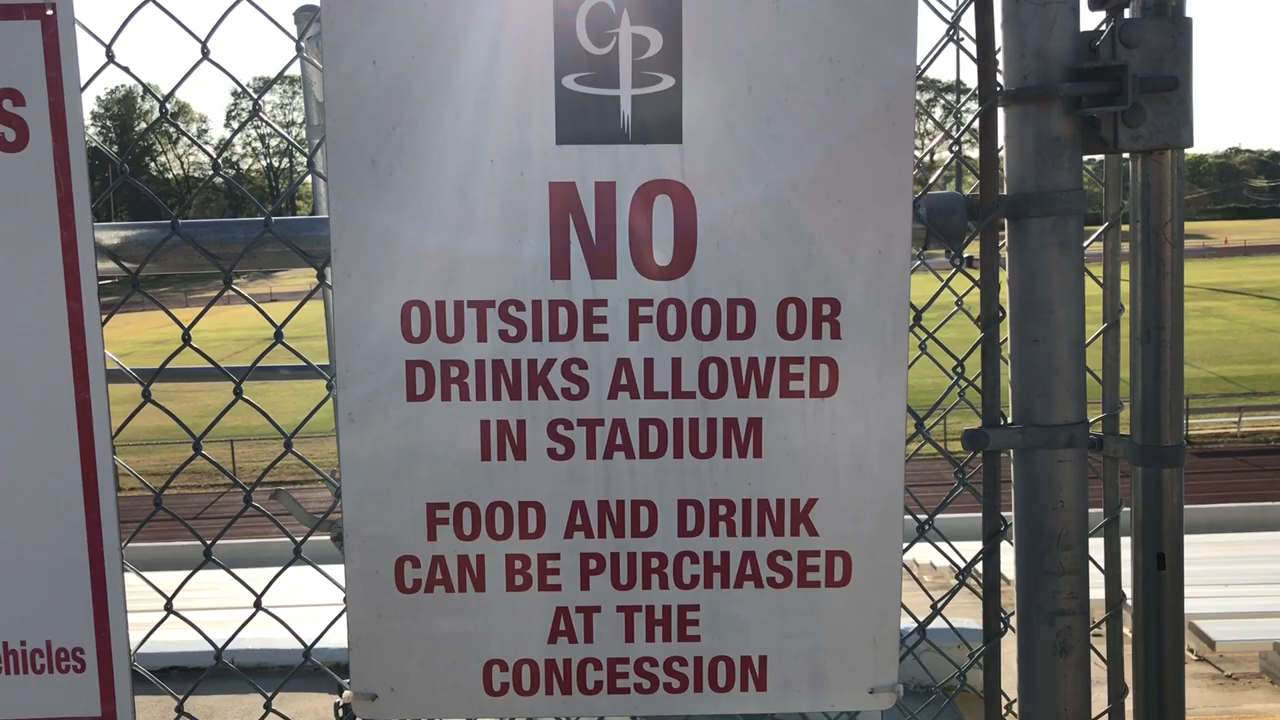 S
ehicles
CP
NO
OUTSIDE FOOD OR
DRINKS ALLOWED
IN STADIUM
FOOD AND DRINK
CAN BE PURCHASED
AT THE
CONCESSION